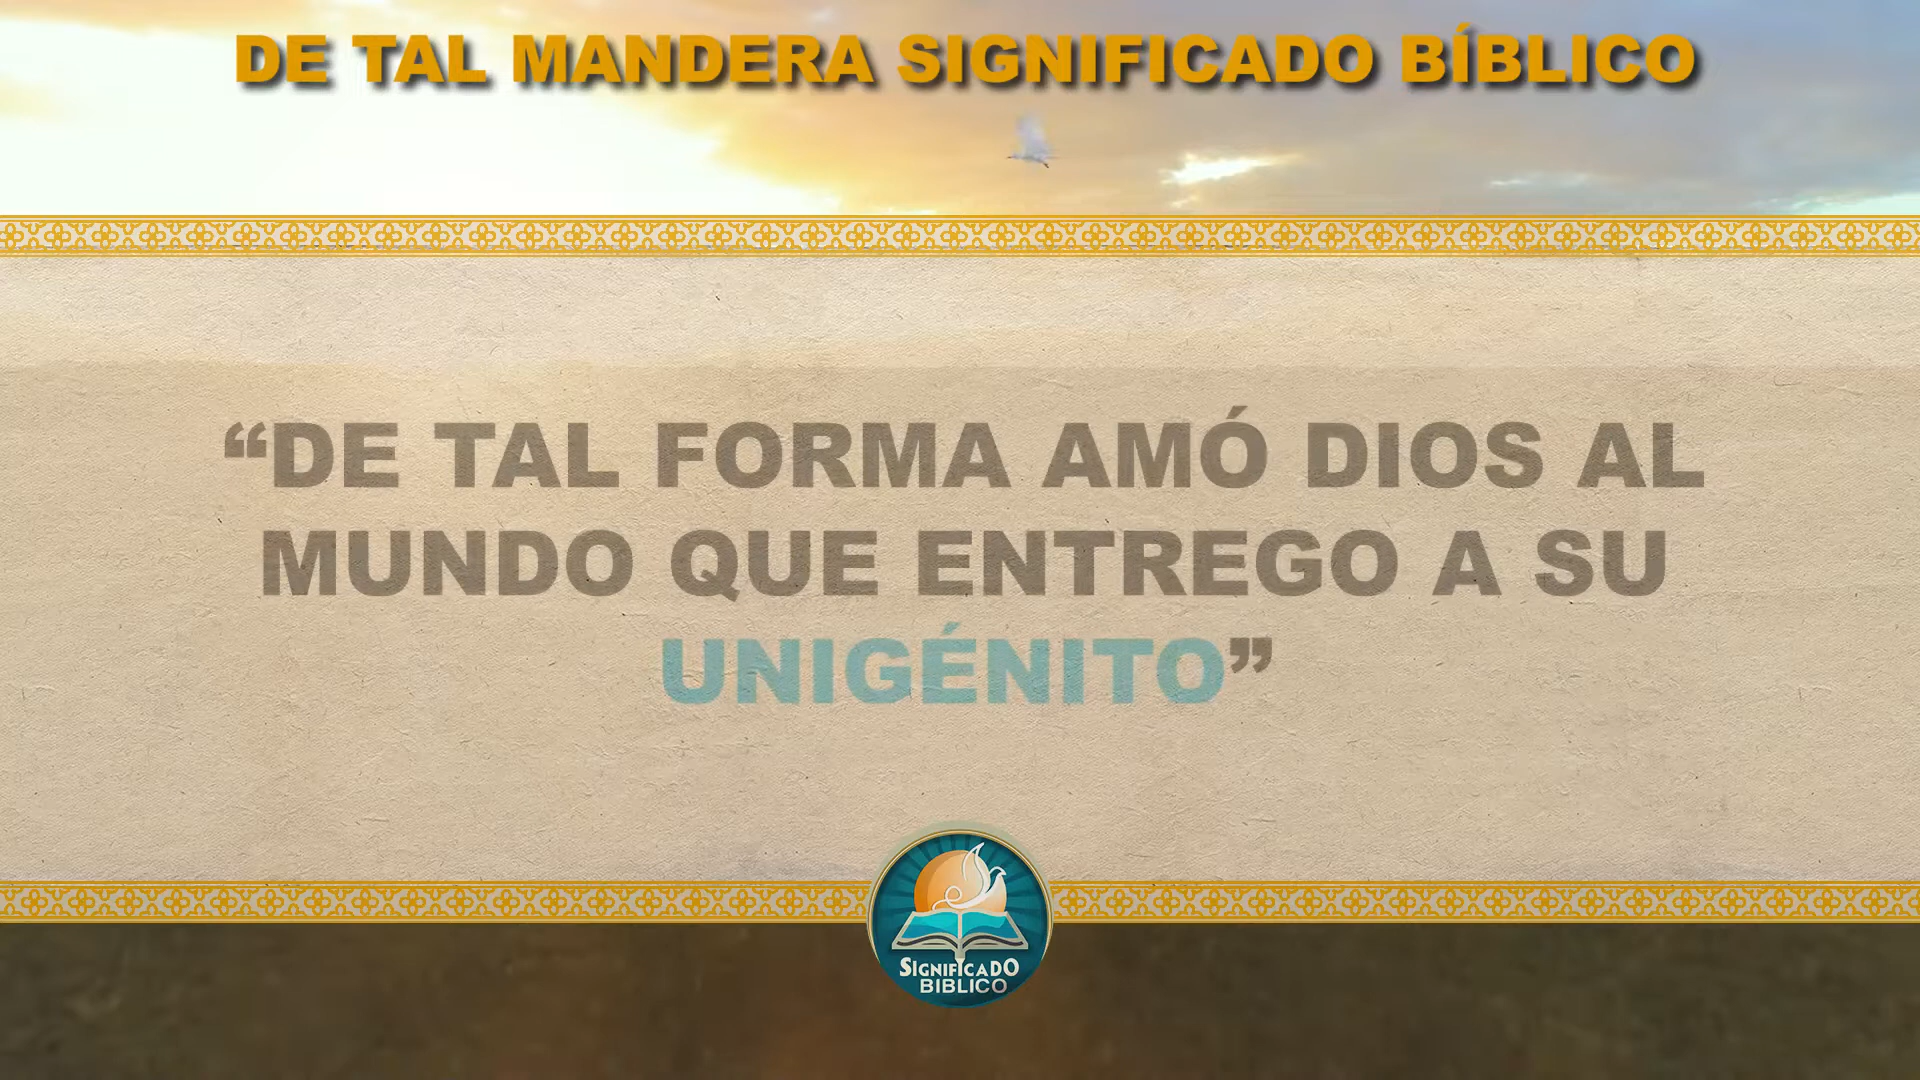 DE TAL MANDERA SIGNIFICADO BÍBLICO
“DE TAL FORMA AMÓ DIOS AL
MUNDO QUE ENTREGO A SU
UNIGÉNITO”
SIGNIFICADO
BIBLICO